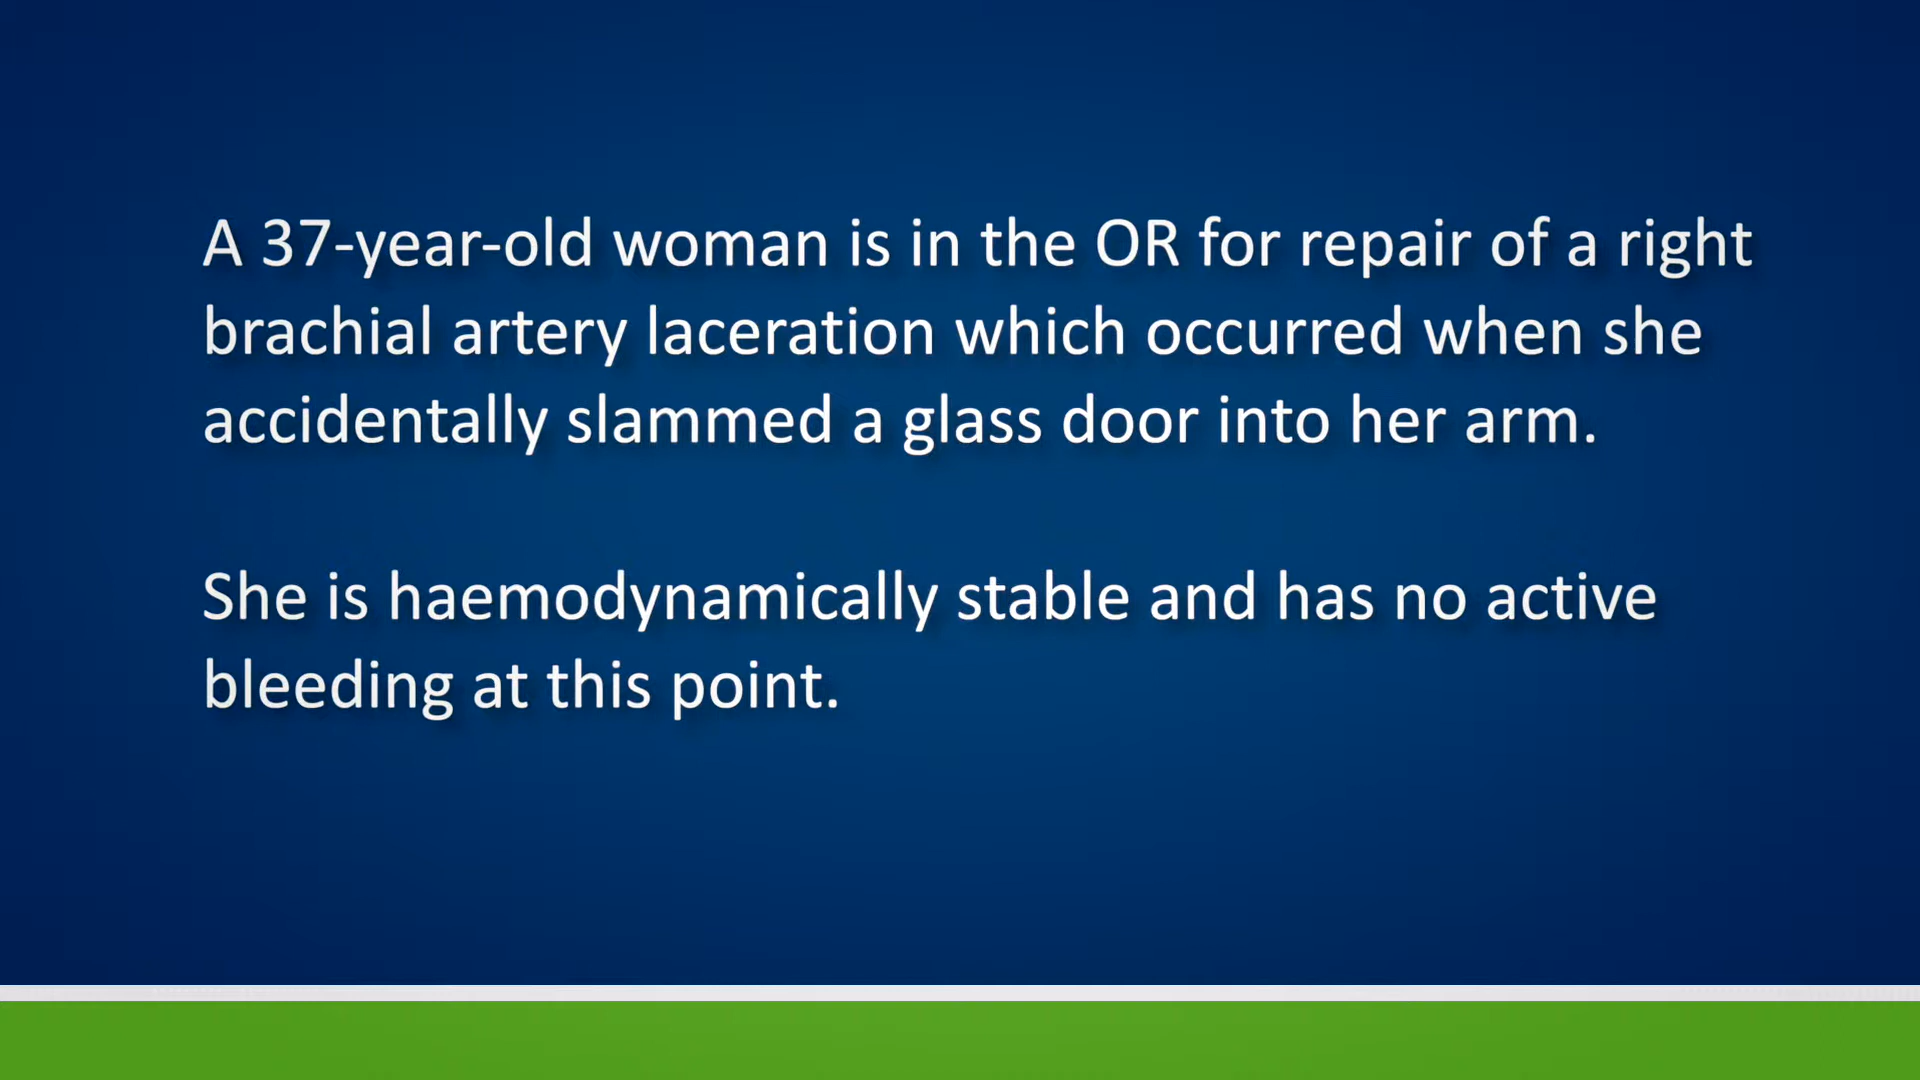 A 37-year-old woman is in the OR for repair of a right
brachial artery laceration which occurred when she
accidentally slammed a glass door into her arm.
She is haemodynamically stable and has no active
bleeding at this point.